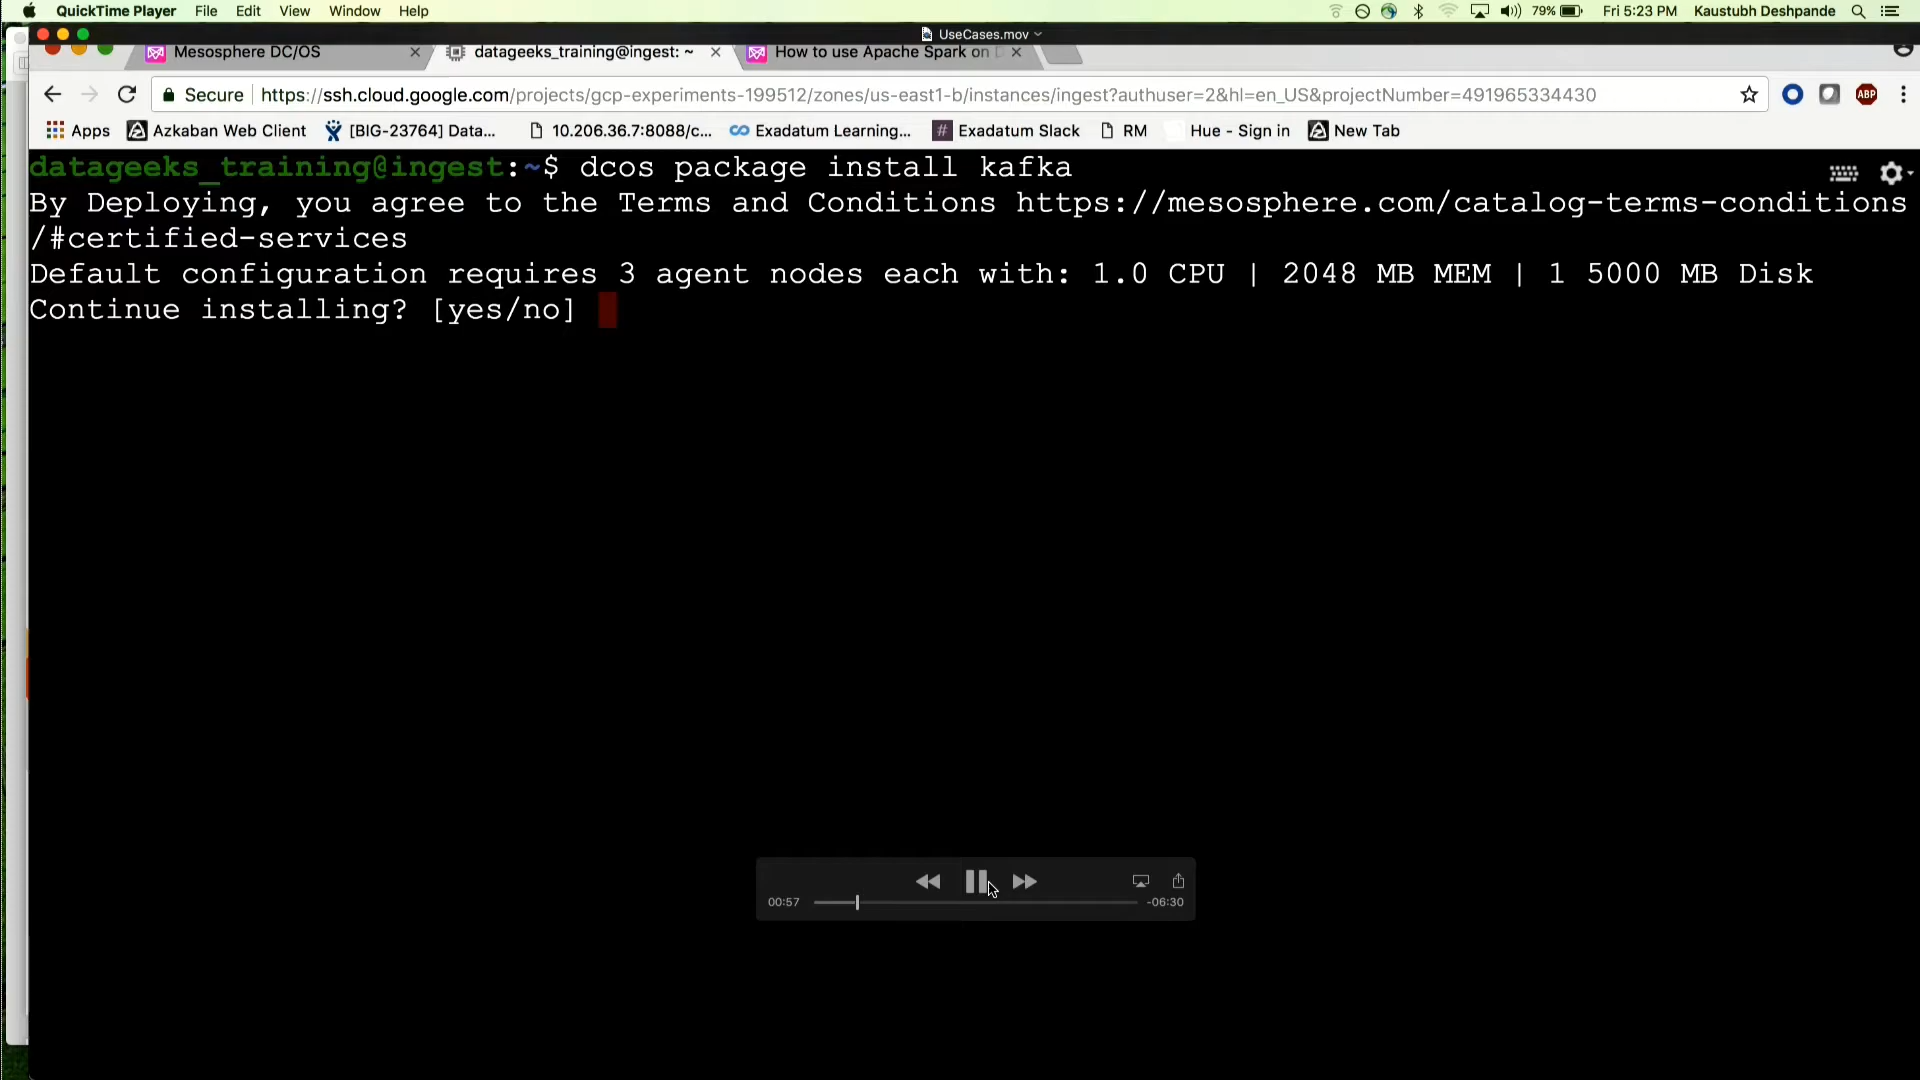 QuickTime Player File Edit View Window Help 79% Fri 5:23 PM Kaustubh Deshpande
UseCases.mov
Mesosphere DC/OS datageeks_training@ingest: ~ How to use Apache Spark on D
Secure https://ssh.cloud.google.com/projects/gcp-experiments-199512/zones/us-east1-b/instances/ingest?authuser=2&hl=en_US&projectNumber=491965334430 ABP
Apps Azkaban Web Client [BIG-23764] Data... 10.206.36.7:8088/c... Exadatum Learning... # Exadatum Slack RM Hue - Sign in New Tab
datageeks_training@ingest:~$ dcos package install kafka
By Deploying, you agree to the Terms and Conditions https://mesosphere.com/catalog-terms-conditions
/#certified-services
Default configuration requires 3 agent nodes each with: 1.0 CPU | 2048 MB MEM | 1 5000 MB Disk
Continue installing? [yes/no]
00:57 -06:30